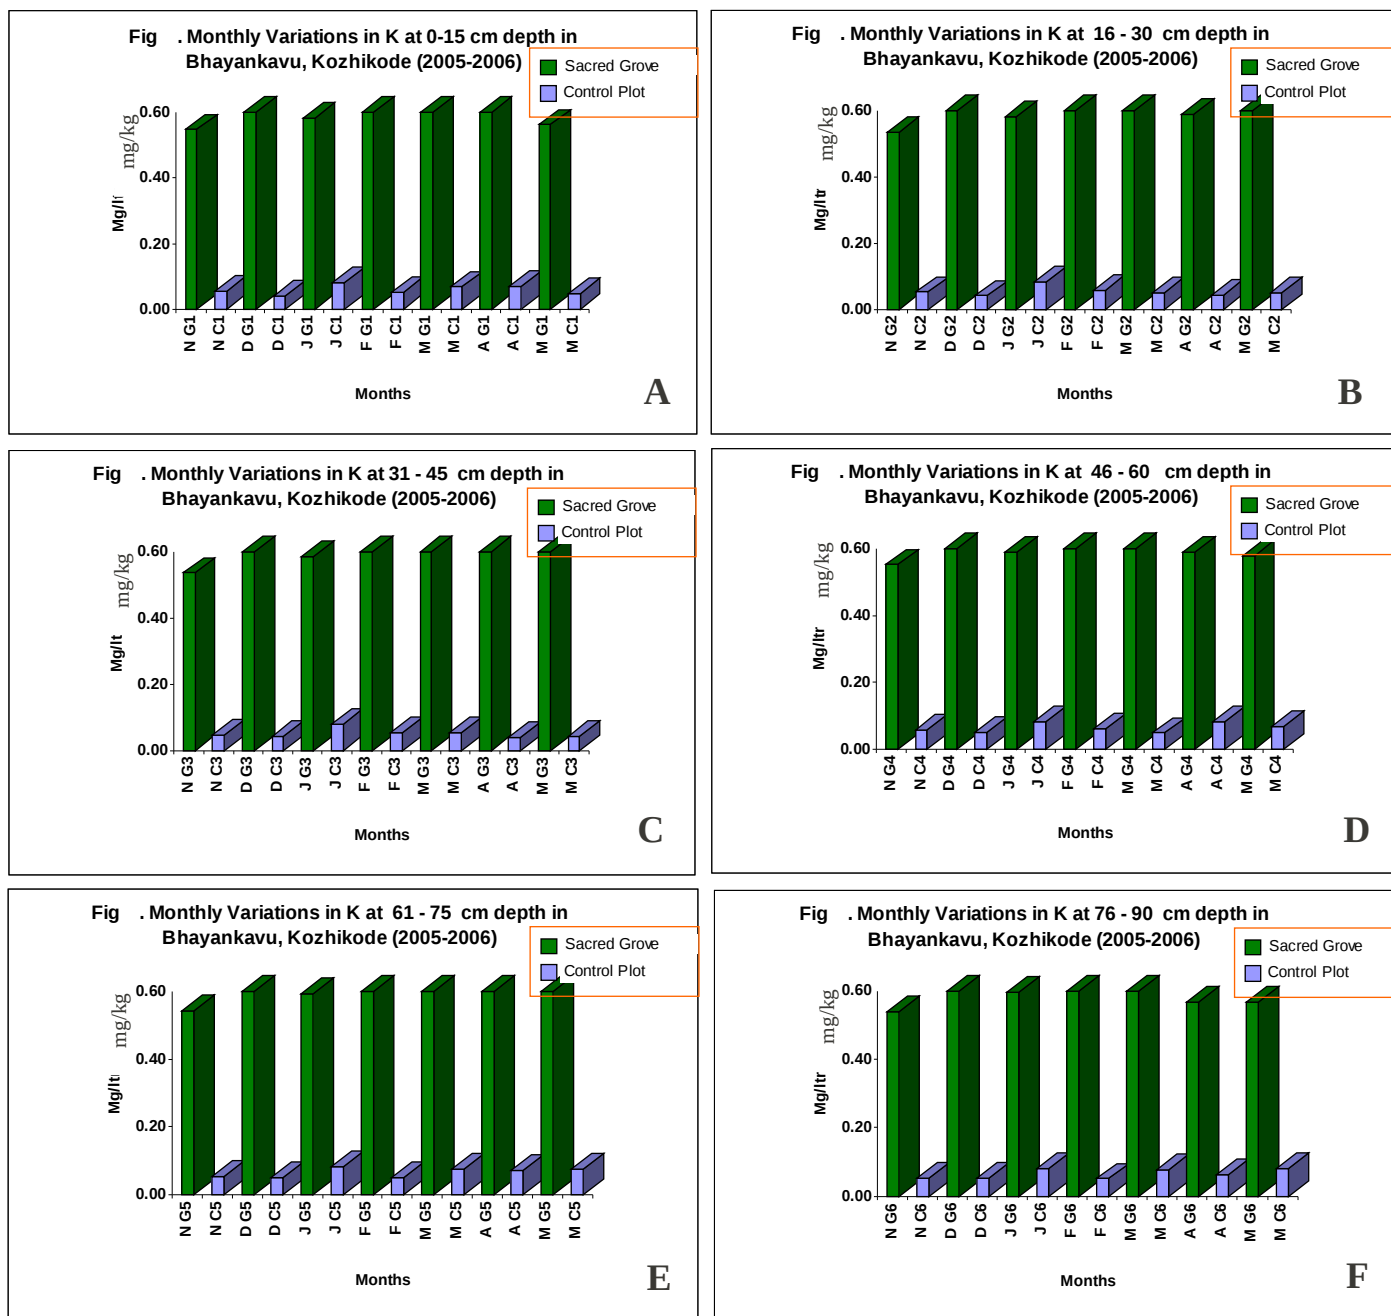 Fig . Monthly Variations in K at 0-15 cm depth in
Bhayankavu, Kozhikode (2005-2006)
Sacred Grove
Control Plot
0.60
0.40
0.20
0.00
mg/kg
N G1
N C1
D G1
D C1
J G1
J C1
F G1
F C1
M G1
M C1
A G1
A C1
M G1
M C1
Months
A
Fig . Monthly Variations in K at 16 - 30 cm depth in
Bhayankavu, Kozhikode (2005-2006)
Sacred Grove
Control Plot
0.60
0.40
0.20
0.00
mg/kg
Mg/ltr
N G2
N C2
D G2
D C2
J G2
J C2
F G2
F C2
M G2
M C2
A G2
A C2
M G2
M C2
Months
B
Fig . Monthly Variations in K at 31 - 45 cm depth in
Bhayankavu, Kozhikode (2005-2006)
Sacred Grove
Control Plot
0.60
0.40
0.20
0.00
mg/kg
Mg/lt
N G3
N C3
D G3
D C3
J G3
J C3
F G3
F C3
M G3
M C3
A G3
A C3
M G3
M C3
Months
C
Fig . Monthly Variations in K at 46 - 60 cm depth in
Bhayankavu, Kozhikode (2005-2006)
Sacred Grove
Control Plot
0.60
0.40
0.20
0.00
mg/kg
Mg/ltr
N G4
N C4
D G4
D C4
J G4
J C4
F G4
F C4
M G4
M C4
A G4
A C4
M G4
M C4
Months
D
Fig . Monthly Variations in K at 61 - 75 cm depth in
Bhayankavu, Kozhikode (2005-2006)
Sacred Grove
Control Plot
0.60
0.40
0.20
0.00
mg/kg
N G5
N C5
D G5
D C5
J G5
J C5
F G5
F C5
M G5
M C5
A G5
A C5
M G5
M C5
Months
E
Fig . Monthly Variations in K at 76 - 90 cm depth in
Bhayankavu, Kozhikode (2005-2006)
Sacred Grove
Control Plot
0.60
0.40
0.20
0.00
mg/kg
Mg/ltr
N G6
N C6
D G6
D C6
J G6
J C6
F G6
F C6
M G6
M C6
A G6
A C6
M G6
M C6
Months
F